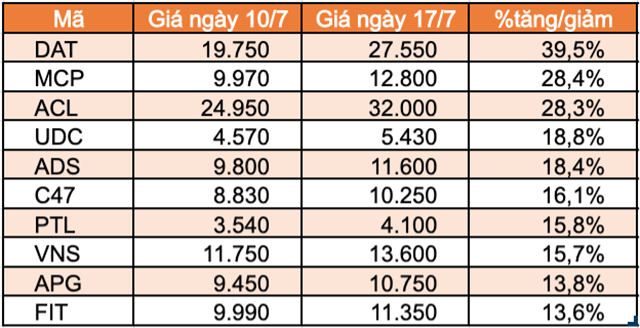 Mã Giá ngày 10/7 Giá ngày 17/7 %tăng/giảm
DAT 19.750 27.550 39,5%
MCP 9.970 12.800 28,4%
ACL 24.950 32.000 28,3%
UDC 4.570 5.430 18,8%
ADS 9.800 11.600 18,4%
C47 8.830 10.250 16,1%
PTL 3.540 4.100 15,8%
VNS 11.750 13.600 15,7%
APG 9.450 10.750 13,8%
FIT 9.990 11.350 13,6%